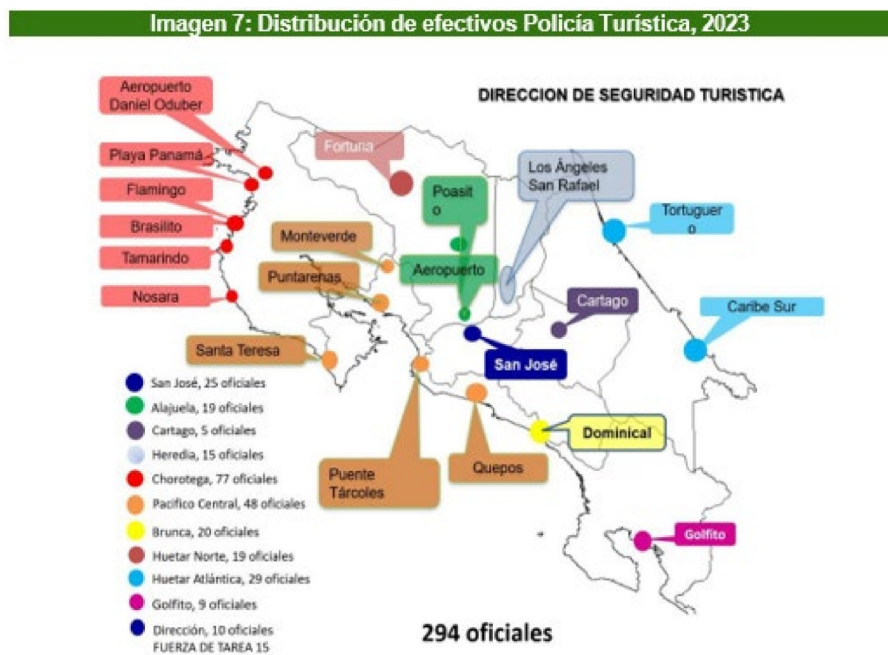 Imagen 7: Distribución de efectivos Policía Turística, 2023
DIRECCION DE SEGURIDAD TURISTICA
Aeropuerto
Daniel Oduber
Playa Panamá
Flamingo
Brasilito
Tamarindo
Nosara
Fortuna
Poasit
o
Los Ángeles
San Rafael
Tortuguer
o
Monteverde
Aeropuerto
Puntarenas
Cartago
Caribe Sur
Santa Teresa
San José
Puente
Tárcoles
Quepos
Dominical
Golfito
San José, 25 oficiales
Alajuela, 19 oficiales
Cartago, 5 oficiales
Heredia, 15 oficiales
Chorotega, 77 oficiales
Pacifico Central, 48 oficiales
Brunca, 20 oficiales
Huetar Norte, 19 oficiales
Huetar Atlántica, 29 oficiales
Golfito, 9 oficiales
Dirección, 10 oficiales
FUERZA DE TAREA 15
294 oficiales